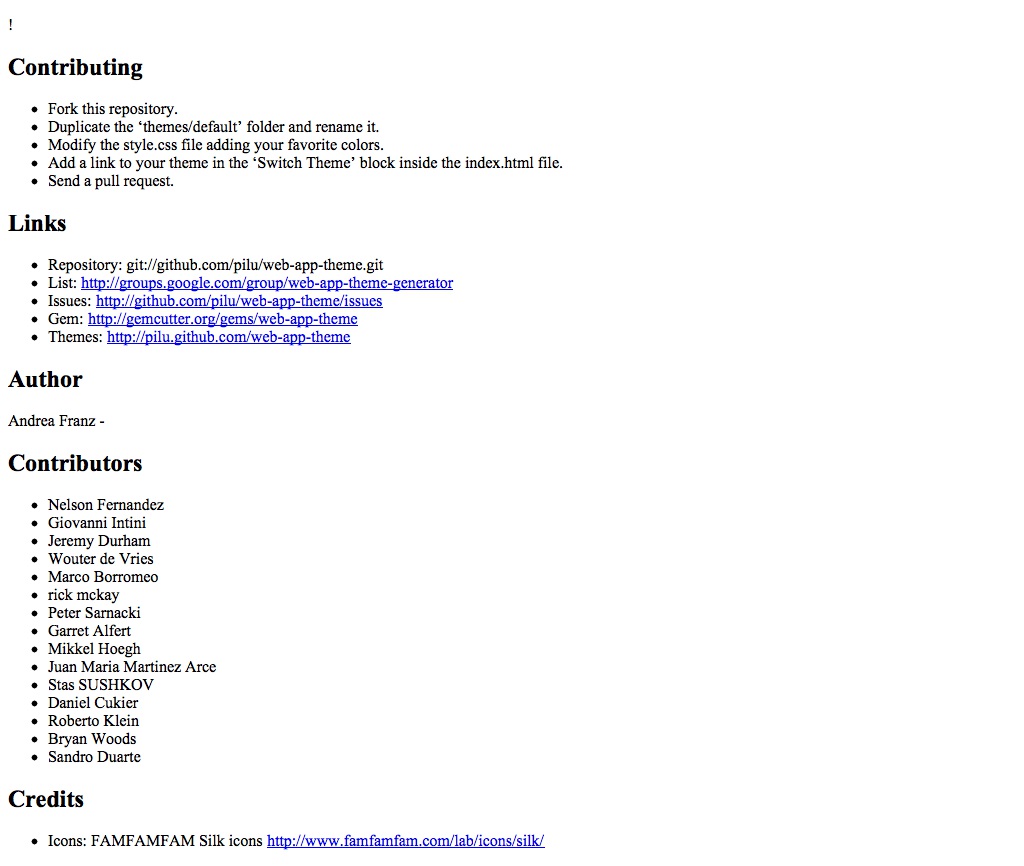 !
Contributing
• Fork this repository.
• Duplicate the ‘themes/default’ folder and rename it.
• Modify the style.css file adding your favorite colors.
• Add a link to your theme in the ‘Switch Theme’ block inside the index.html file.
• Send a pull request.
Links
• Repository: git://github.com/pilu/web-app-theme.git
• List: http://groups.google.com/group/web-app-theme-generator
• Issues: http://github.com/pilu/web-app-theme/issues
• Gem: http://gemcutter.org/gems/web-app-theme
• Themes: http://pilu.github.com/web-app-theme
Author
Andrea Franz -
Contributors
• Nelson Fernandez
• Giovanni Intini
• Jeremy Durham
• Wouter de Vries
• Marco Borromeo
• rick mckay
• Peter Sarnacki
• Garret Alfert
• Mikkel Hoegh
• Juan Maria Martinez Arce
• Stas SUSHKOV
• Daniel Cukier
• Roberto Klein
• Bryan Woods
• Sandro Duarte
Credits
• Icons: FAMFAMFAM Silk icons http://www.famfamfam.com/lab/icons/silk/